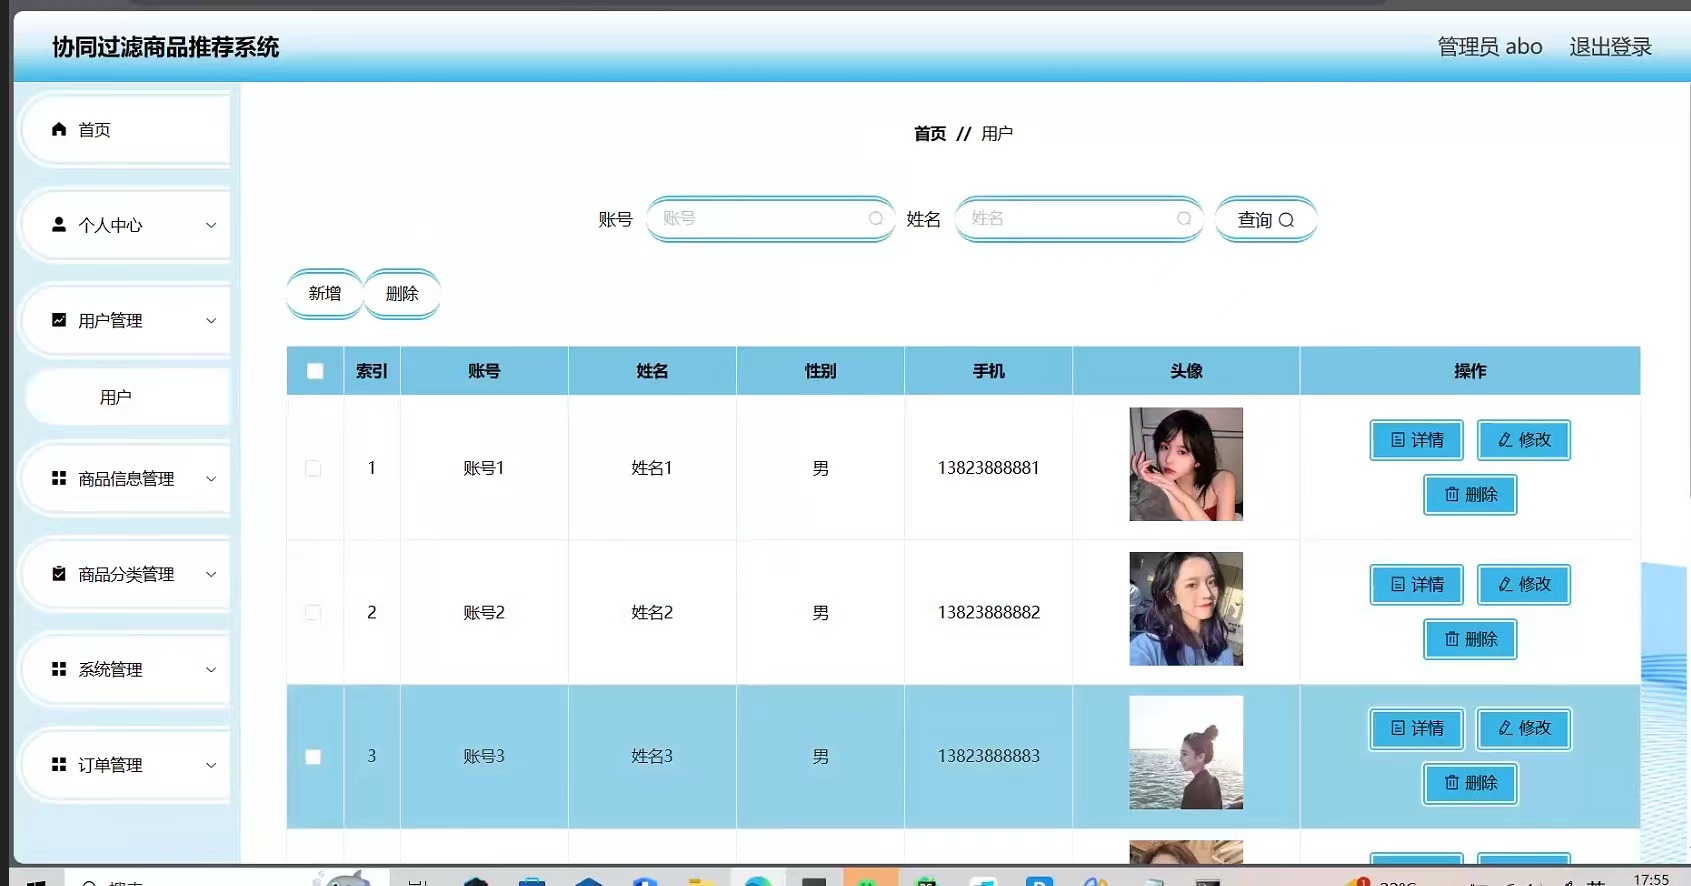 协同过滤商品推荐系统
管理员 abo 退出登录
首页
个人中心
用户管理
用户
商品信息管理
商品分类管理
系统管理
订单管理
首页 // 用户
账号 账号 姓名 姓名 查询
新增 删除
索引 账号 姓名 性别 手机 头像 操作
1 账号1 姓名1 男 13823888881 详情 修改
删除
2 账号2 姓名2 男 13823888882 详情 修改
删除
3 账号3 姓名3 男 13823888883 详情 修改
删除
17:55